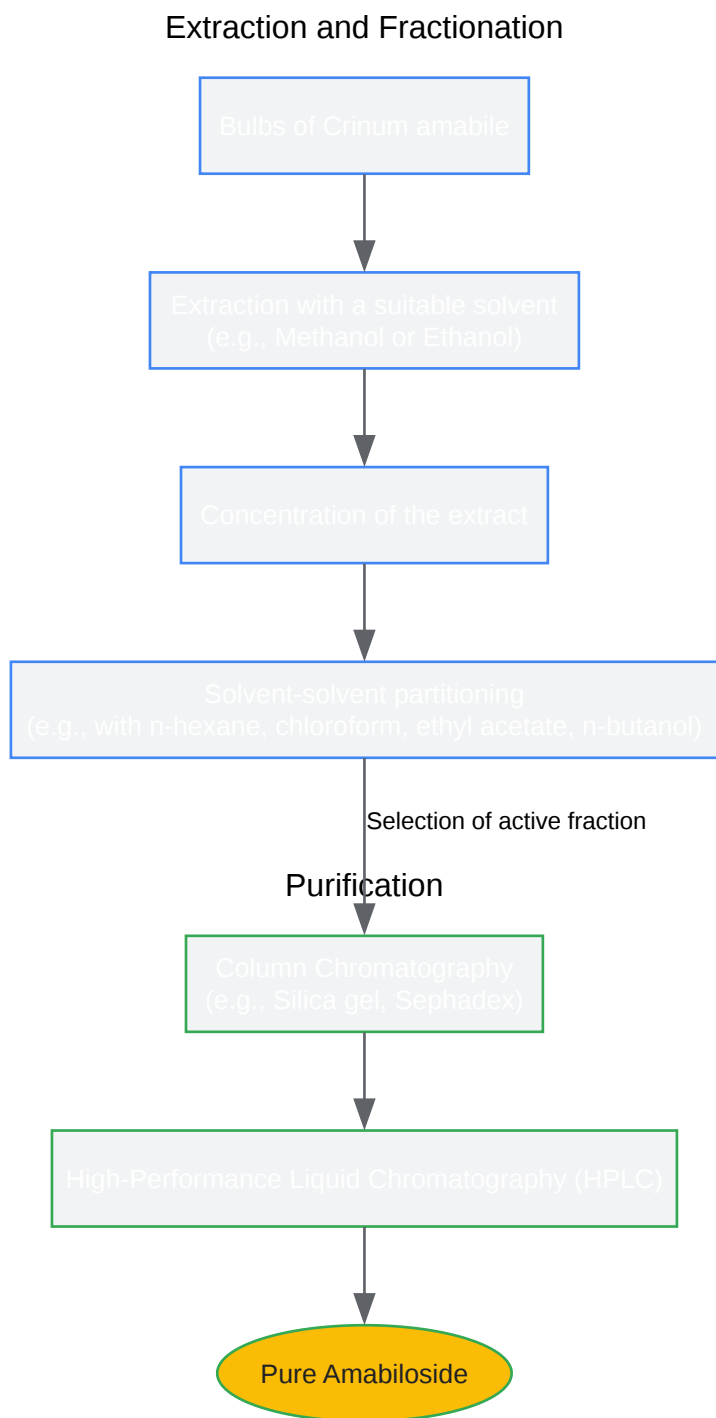 Extraction and Fractionation
Bulbs of Crinum amabile
Extraction with a suitable solvent
(e.g., Methanol or Ethanol)
Concentration of the extract
Solvent-solvent partitioning
(e.g., with n-hexane, chloroform, ethyl acetate, n-butanol)
Selection of active fraction
Purification
Column Chromatography
(e.g., Silica gel, Sephadex)
High-Performance Liquid Chromatography (HPLC)
Pure Amabiloside